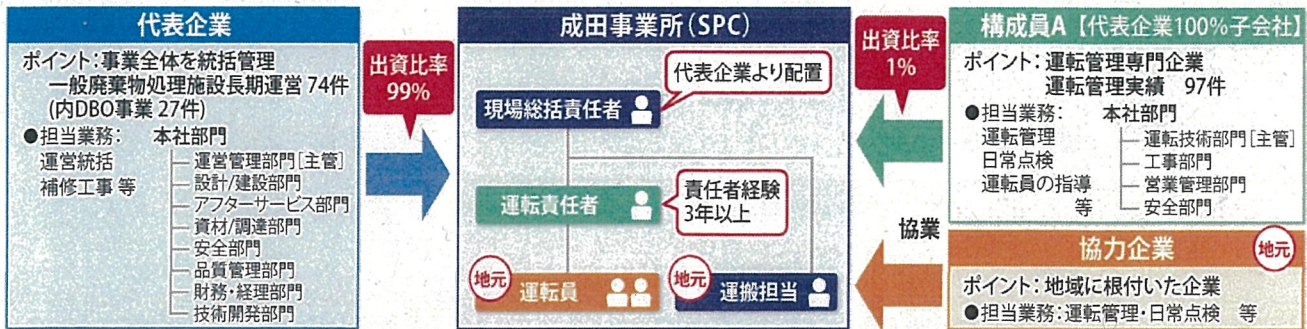 代表企業
ポイント:事業全体を統括管理
一般廃棄物処理施設長期運営 74件
(内DBO事業 27件)
●担当業務:
運営統括
補修工事 等
本社部門
運営管理部門[主管]
設計/建設部門
アフターサービス部門
資材/調達部門
安全部門
品質管理部門
財務・経理部門
技術開発部門
出資比率
99%
成田事業所(SPC)
代表企業より配置
現場総括責任者
運転責任者
責任者経験
3年以上
地元
運転員
地元
運搬担当
出資比率
1%
協業
構成員A【代表企業100%子会社】
ポイント:運転管理専門企業
運転管理実績 97件
●担当業務:
運転管理
日常点検
運転員の指導
等
本社部門
運転技術部門[主管]
工事部門
営業管理部門
安全部門
協力企業
地元
ポイント:地域に根付いた企業
●担当業務:運転管理・日常点検 等